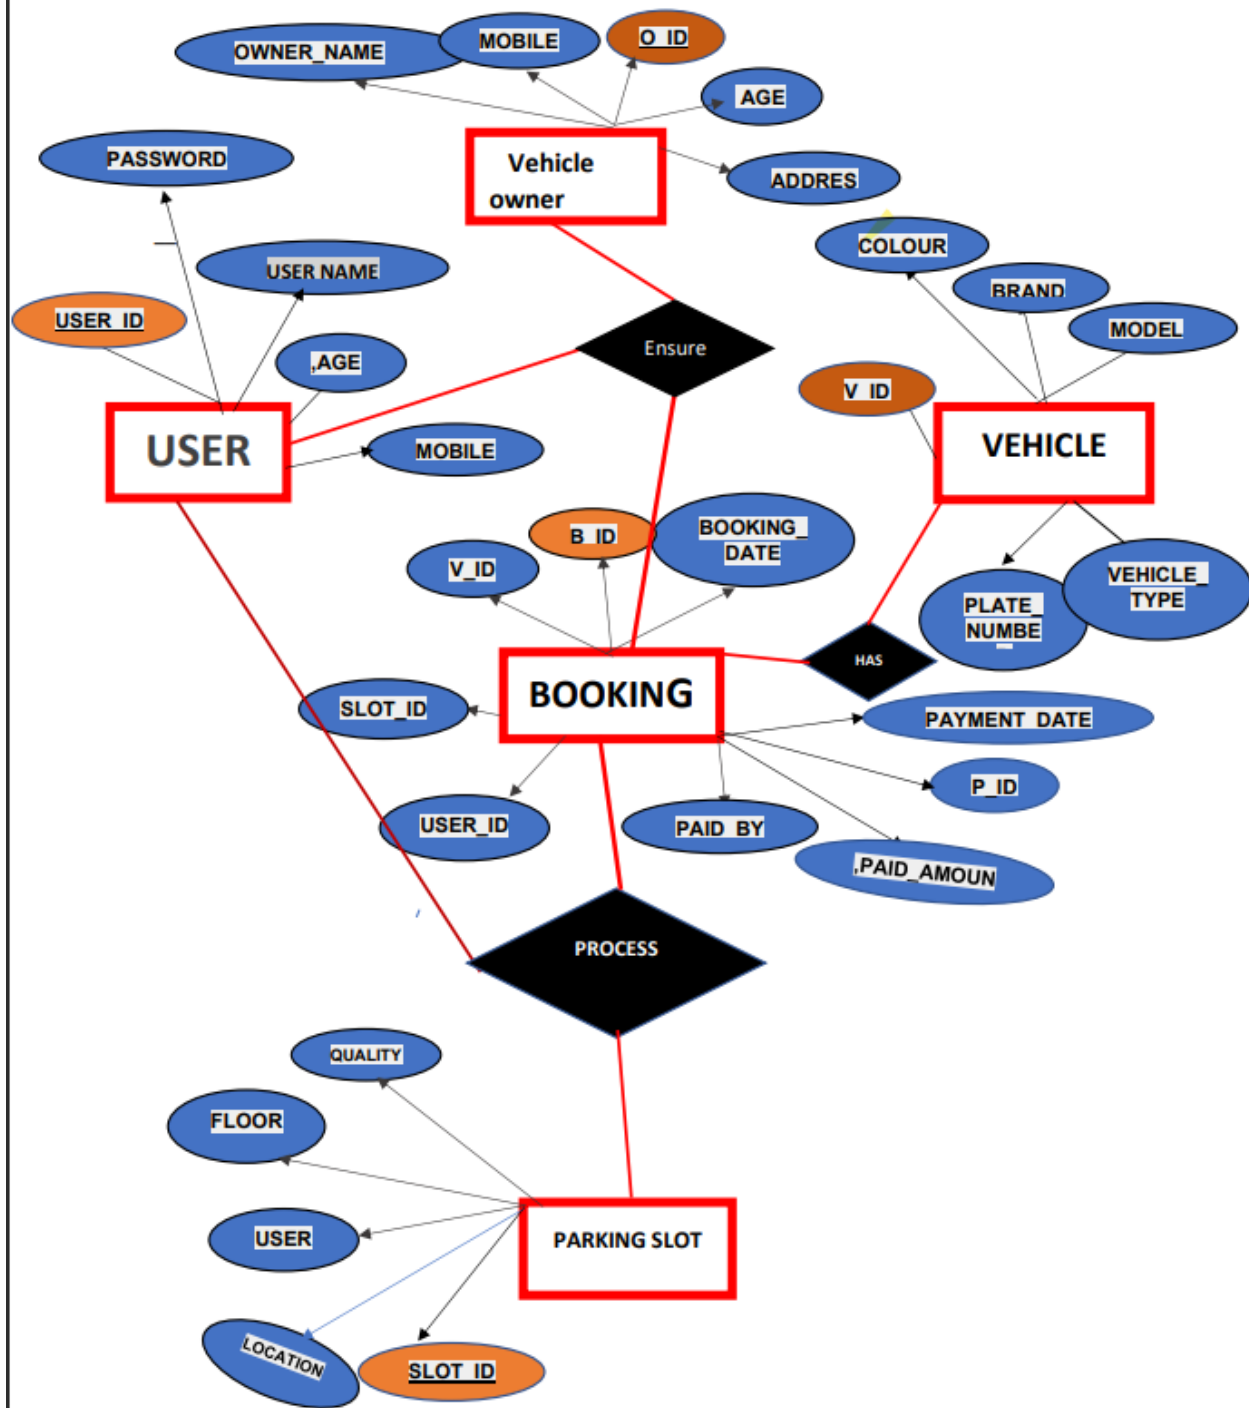 OWNER_NAME
MOBILE
O_ID
AGE
PASSWORD
Vehicle
owner
ADDRES
COLOUR
USER NAME
BRAND
USER_ID
MODEL
Ensure
,AGE
V_ID
USER
MOBILE
VEHICLE
B_ID
BOOKING_
DATE
V_ID
VEHICLE_
TYPE
PLATE_
NUMBE
HAS
BOOKING
SLOT_ID
PAYMENT_DATE
P_ID
USER_ID
PAID_BY
,PAID_AMOUN
PROCESS
QUALITY
FLOOR
USER
PARKING SLOT
LOCATION
SLOT_ID